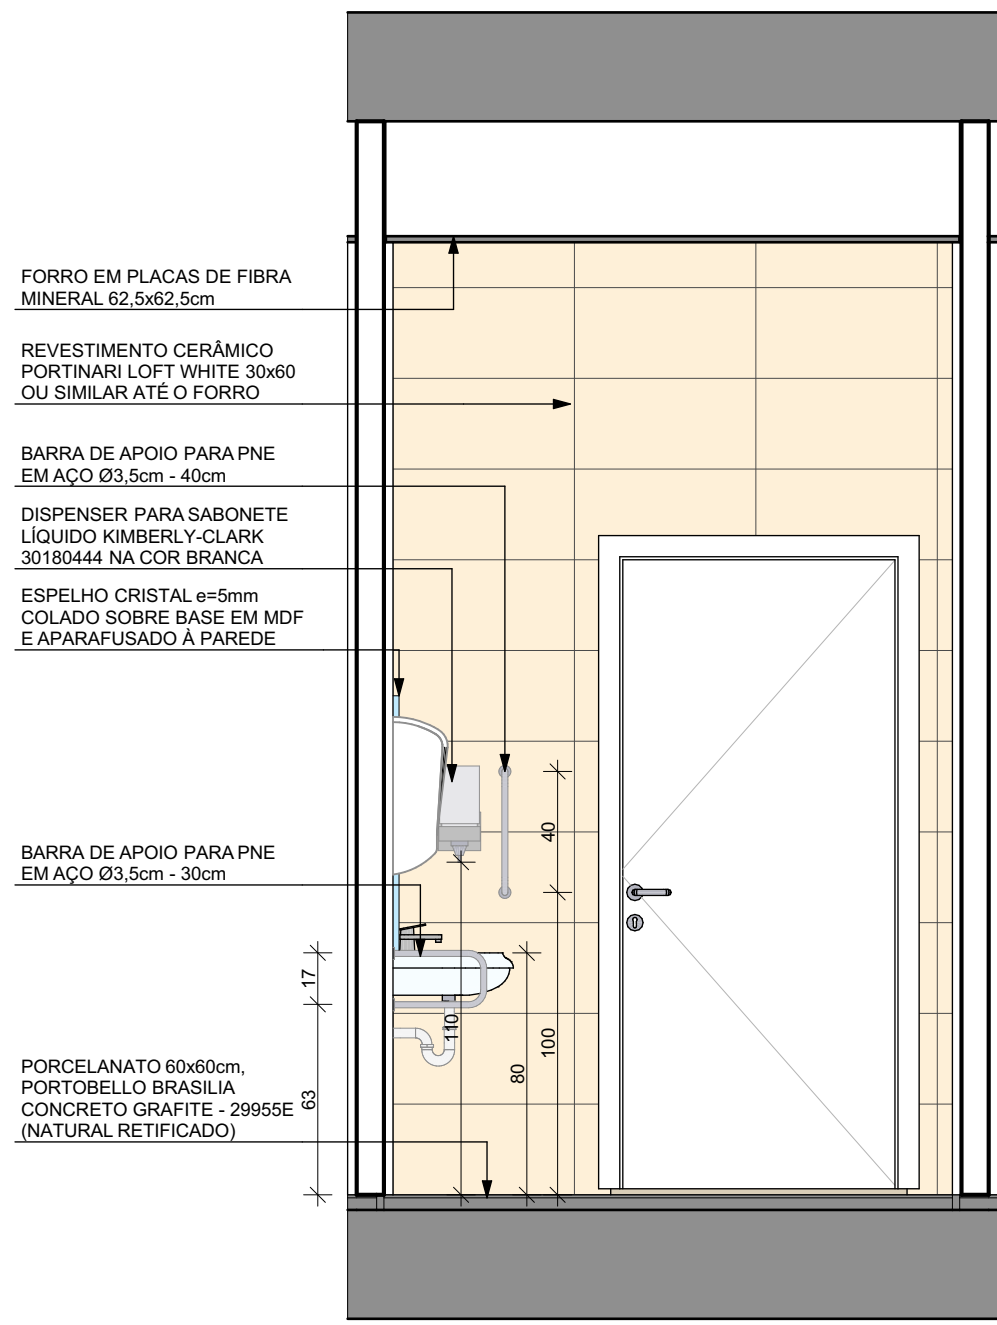 FORRO EM PLACAS DE FIBRA
MINERAL 62,5x62,5cm
REVESTIMENTO CERÂMICO
PORTINARI LOFT WHITE 30x60
OU SIMILAR ATÉ O FORRO
BARRA DE APOIO PARA PNE
EM AÇO Ø3,5cm - 40cm
DISPENSER PARA SABONETE
LÍQUIDO KIMBERLY-CLARK
30180444 NA COR BRANCA
ESPELHO CRISTAL e=5mm
COLADO SOBRE BASE EM MDF
E APARAFUSADO À PAREDE
40
BARRA DE APOIO PARA PNE
EM AÇO Ø3,5cm - 30cm
17
110
100
80
63
PORCELANATO 60x60cm,
PORTOBELLO BRASILIA
CONCRETO GRAFITE - 29955E
(NATURAL RETIFICADO)